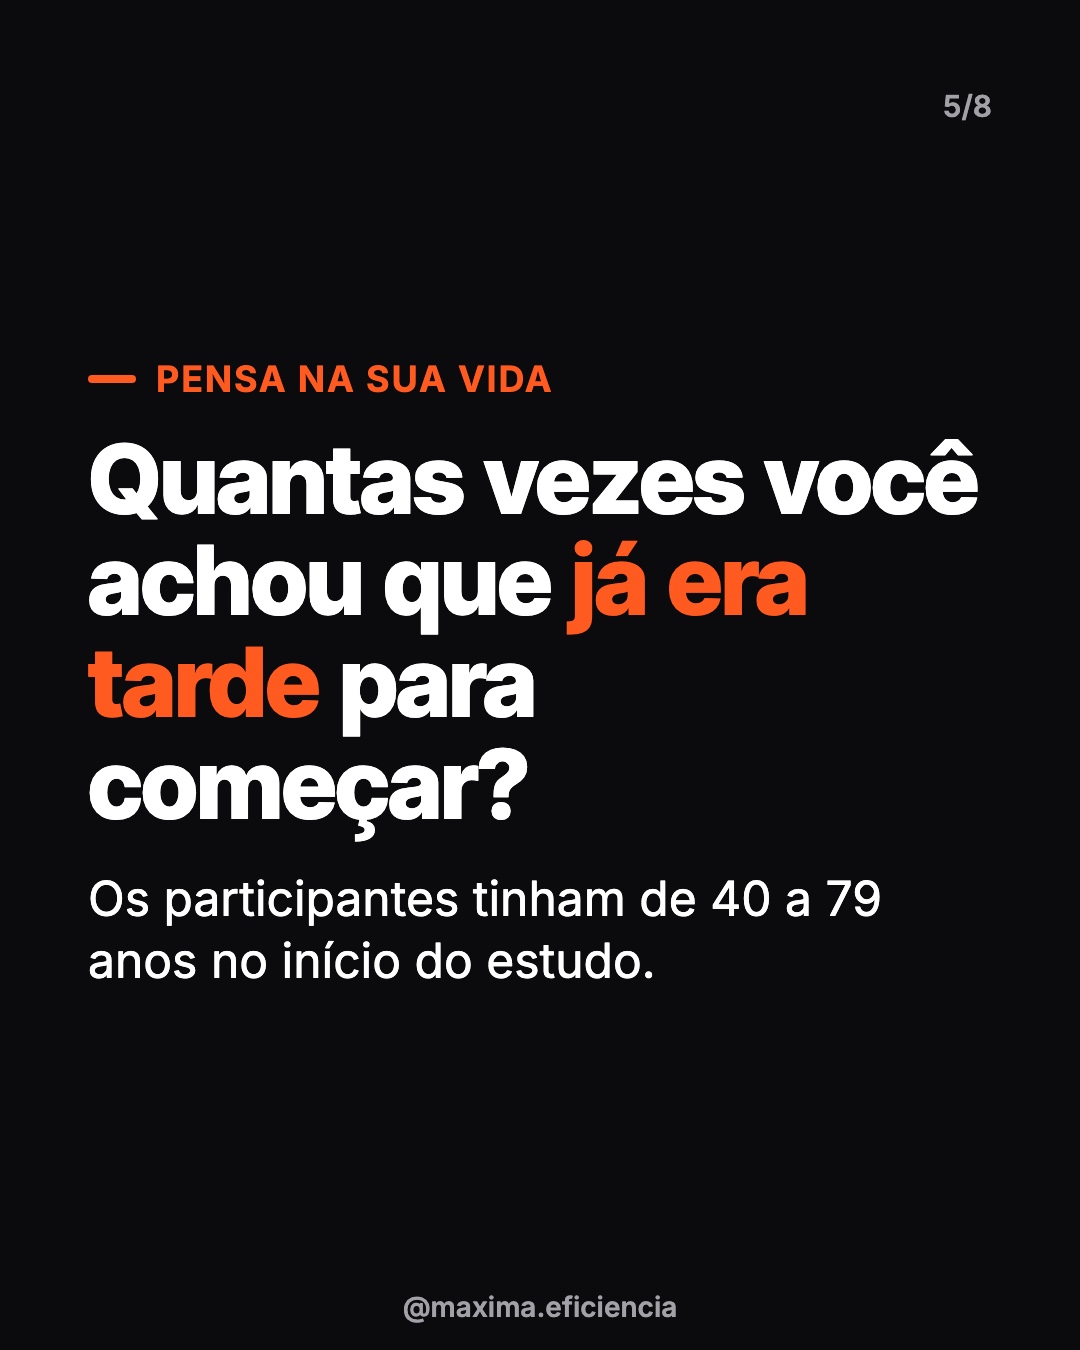 5/8
PENSA NA SUA VIDA
Quantas vezes você
achou que já era
tarde para
começar?
Os participantes tinham de 40 a 79
anos no início do estudo.
@maxima.eficiencia